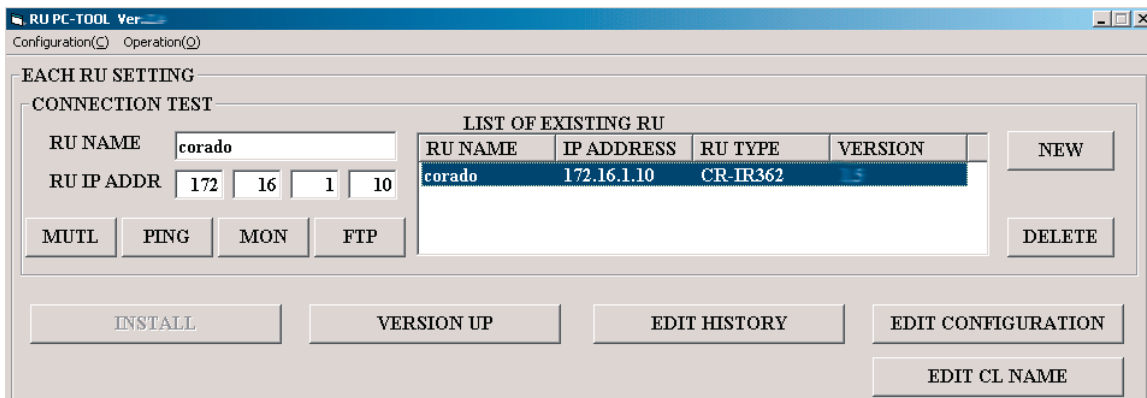 RU PC-TOOL Ver.
Configuration(C) Operation(O)
EACH RU SETTING
CONNECTION TEST
RU NAME corado
RU IP ADDR 172 16 1 10
MUTL PING MON FTP
LIST OF EXISTING RU
RU NAME IP ADDRESS RU TYPE VERSION
corado 172.16.1.10 CR-IR362
NEW
DELETE
INSTALL VERSION UP EDIT HISTORY EDIT CONFIGURATION
EDIT CL NAME